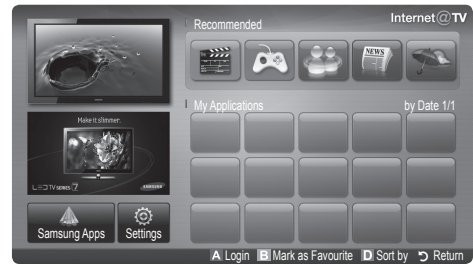 Internet@TV
Recommended
NEWS
My Applications by Date 1/1
Make it slimmer.
LED TV SERIES 7 SAMSUNG
Samsung Apps Settings
A Login B Mark as Favourite D Sort by Return